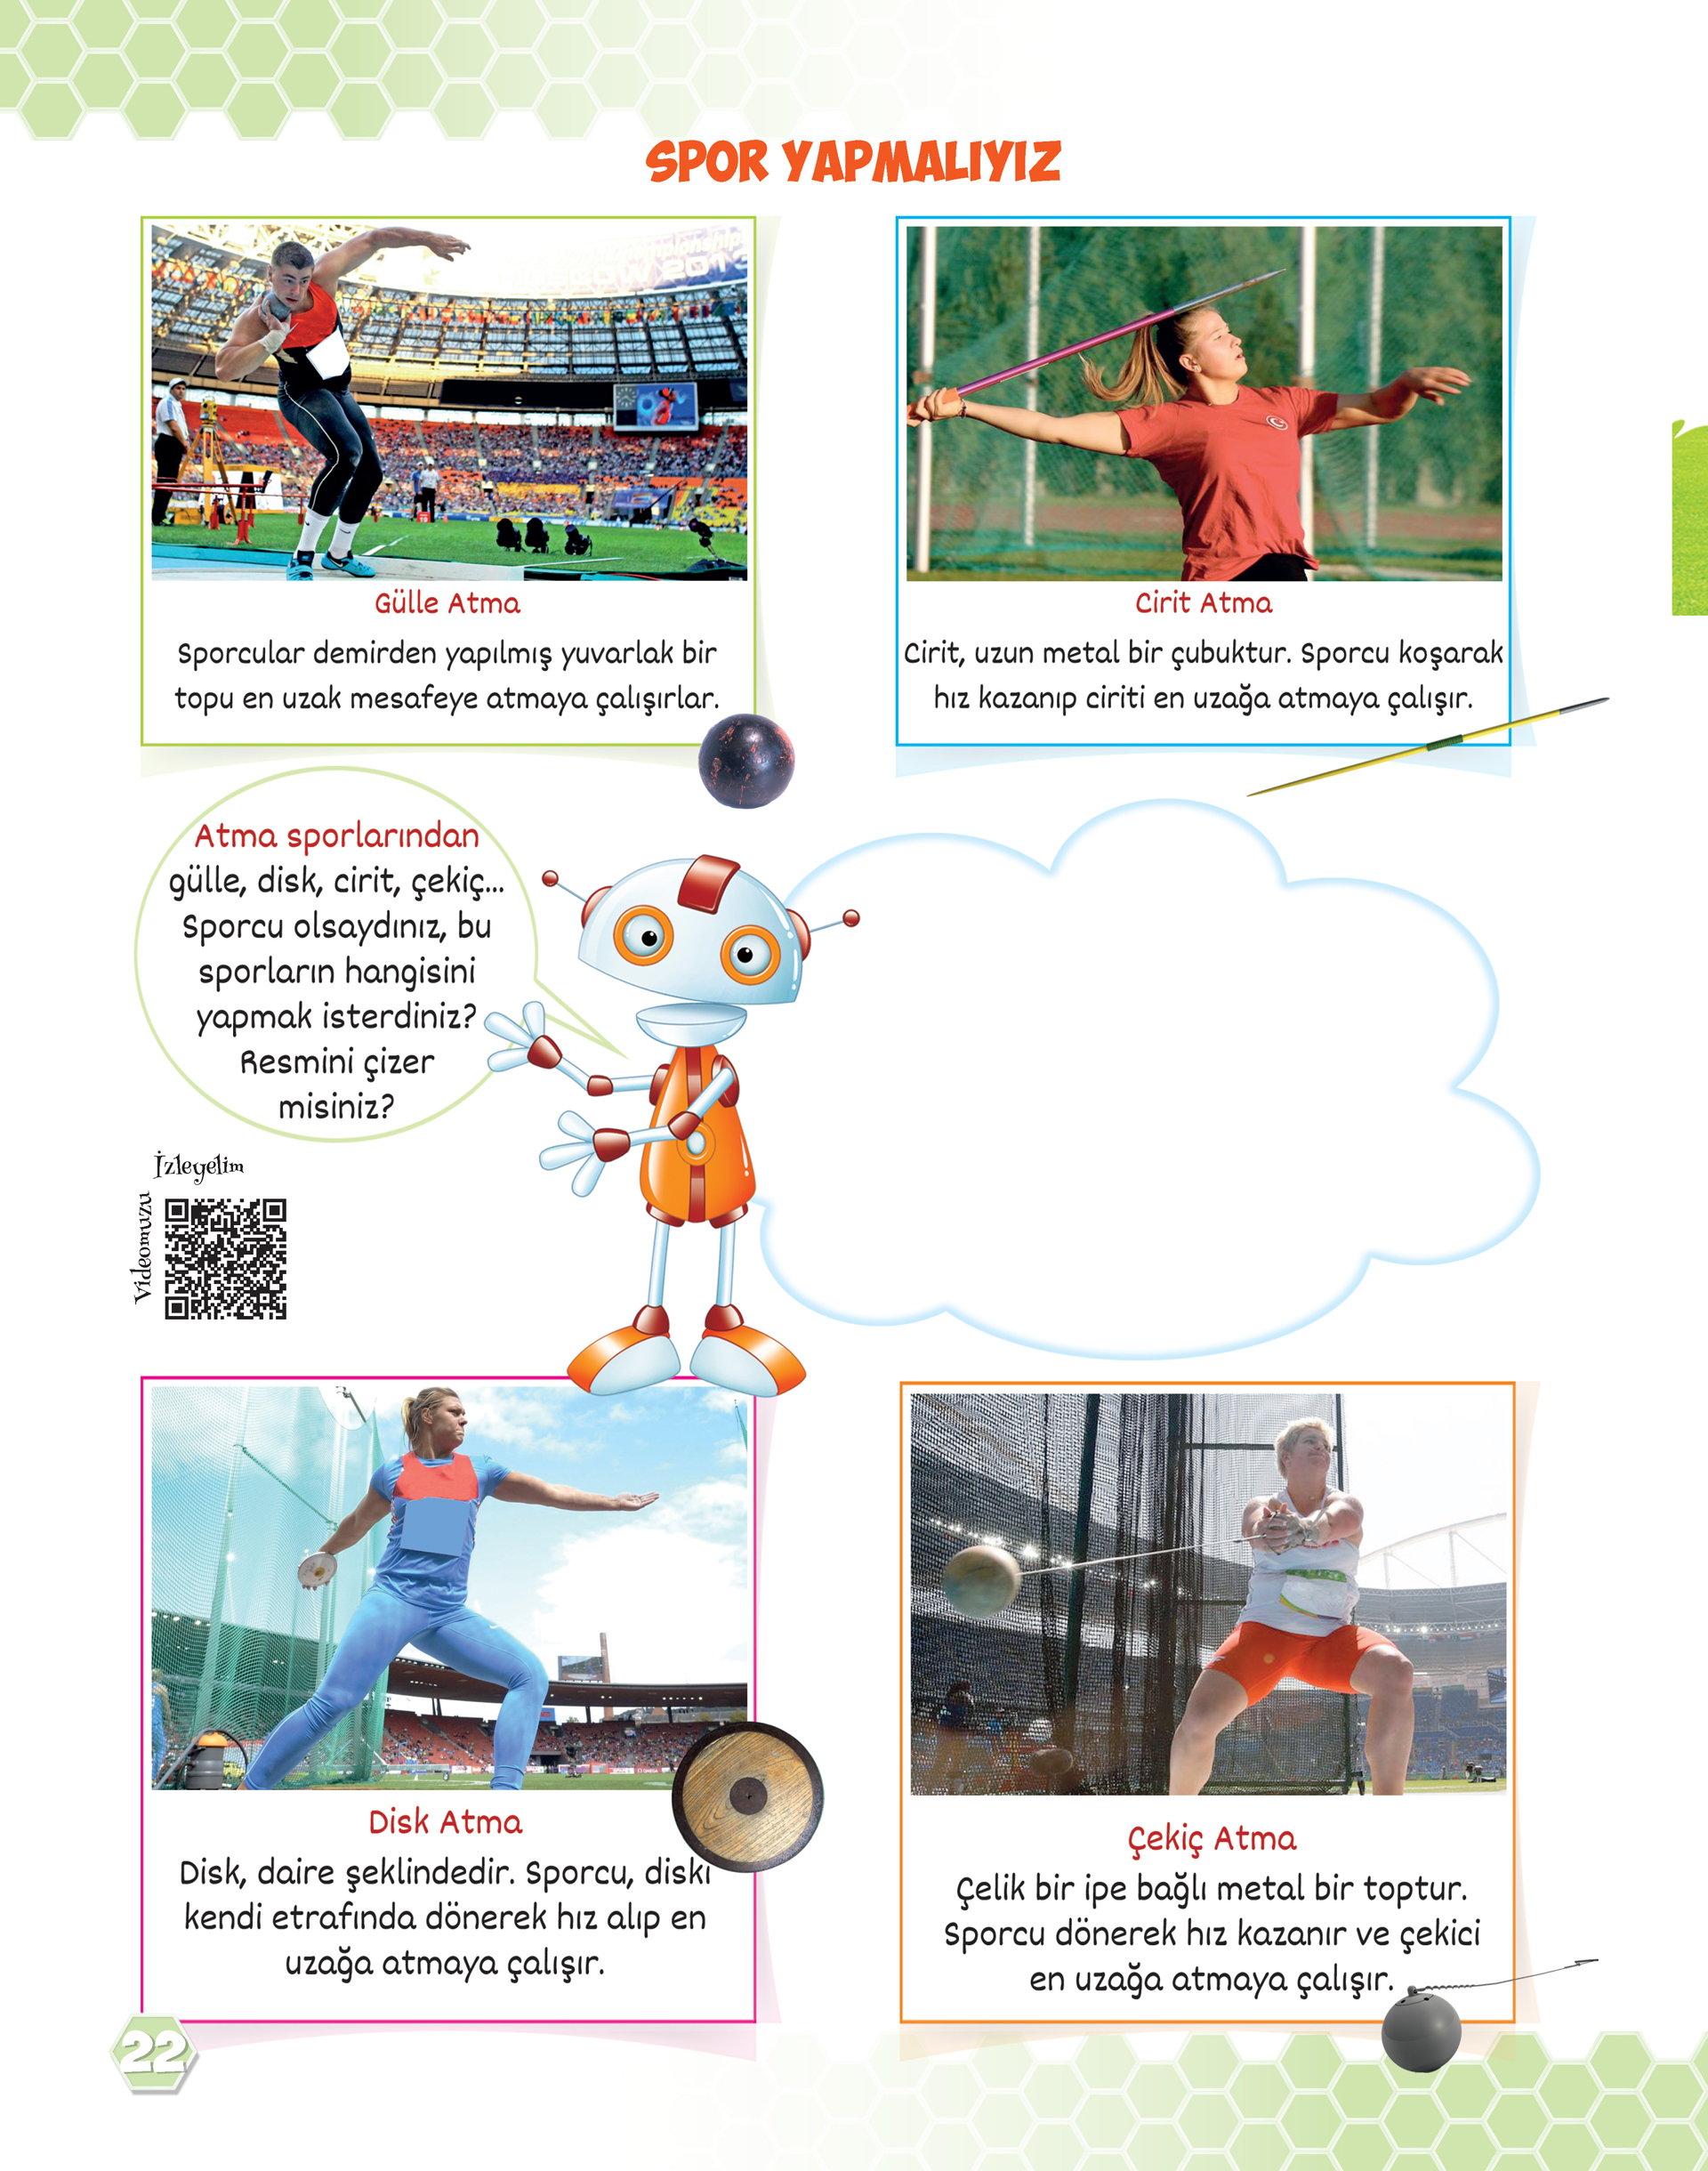 SPOR YAPMALIYIZ
Gülle Atma
Sporcular demirden yapılmış yuvarlak bir
topu en uzak mesafeye atmaya çalışırlar.
Cirit Atma
Cirit, uzun metal bir çubuktur. Sporcu koşarak
hız kazanıp ciriti en uzağa atmaya çalışır.
Atma sporlarından
gülle, disk, cirit, çekiç...
Sporcu olsaydınız, bu
sporların hangisini
yapmak isterdiniz?
Resmini çizer
misiniz?
İzleyelim
Videomuzu
Disk Atma
Disk, daire şeklindedir. Sporcu, diski
kendi etrafında dönerek hız alıp en
uzağa atmaya çalışır.
Çekiç Atma
Çelik bir ipe bağlı metal bir toptur.
Sporcu dönerek hız kazanır ve çekici
en uzağa atmaya çalışır.
22